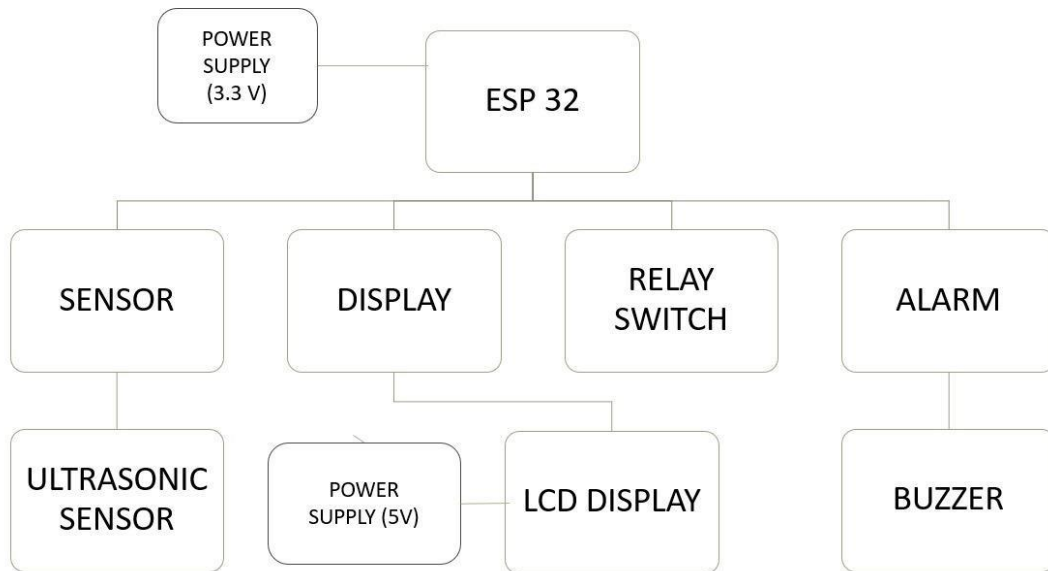 POWER
SUPPLY
(3.3 V)
ESP 32
SENSOR
DISPLAY
RELAY
SWITCH
ALARM
ULTRASONIC
SENSOR
POWER
SUPPLY (5V)
LCD DISPLAY
BUZZER